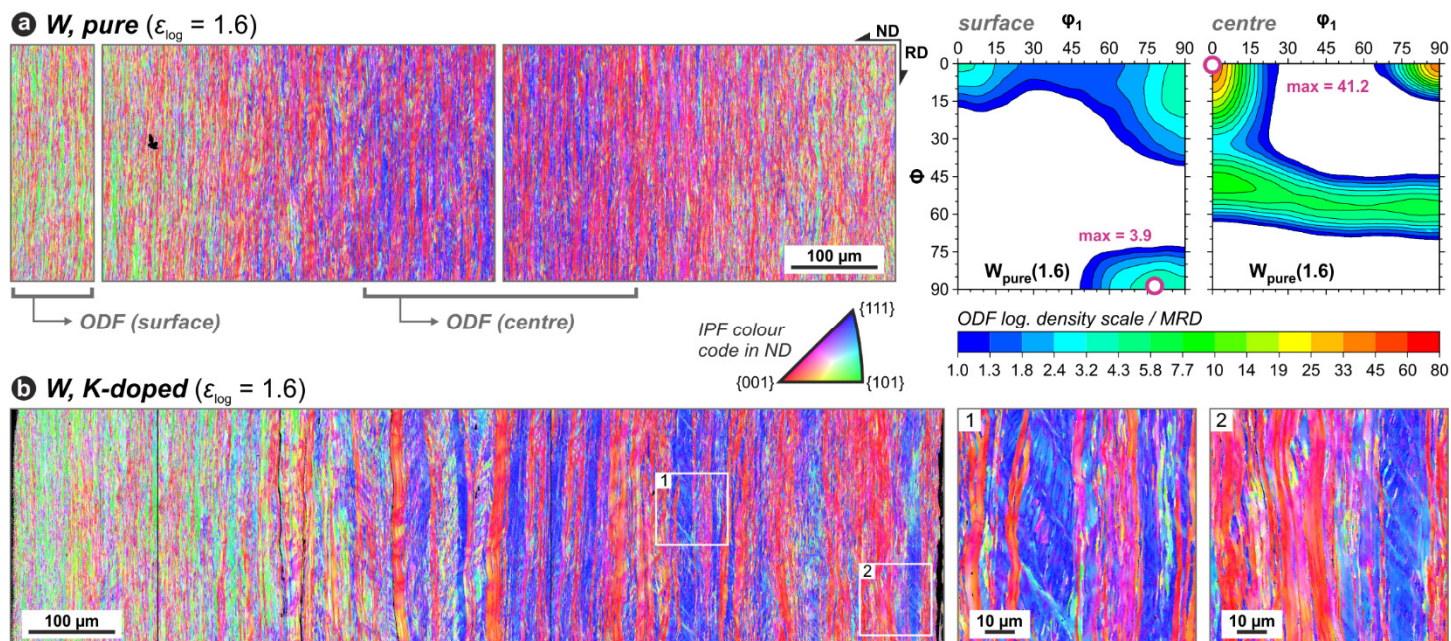 a W, pure (εlog = 1.6)
ND
RD
100 µm
ODF (surface)
ODF (centre)
IPF colour
code in ND
{111}
{001}
{101}
surface φ1
0 15 30 45 60 75 90
0
15
30
45
60
75
90
Φ
max = 3.9
Wpure(1.6)
centre φ1
0 15 30 45 60 75 90
max = 41.2
Wpure(1.6)
ODF log. density scale / MRD
1.0 1.3 1.8 2.4 3.2 4.3 5.8 7.7 10 14 19 25 33 45 60 80
b W, K-doped (εlog = 1.6)
1
2
100 µm
1
10 µm
2
10 µm